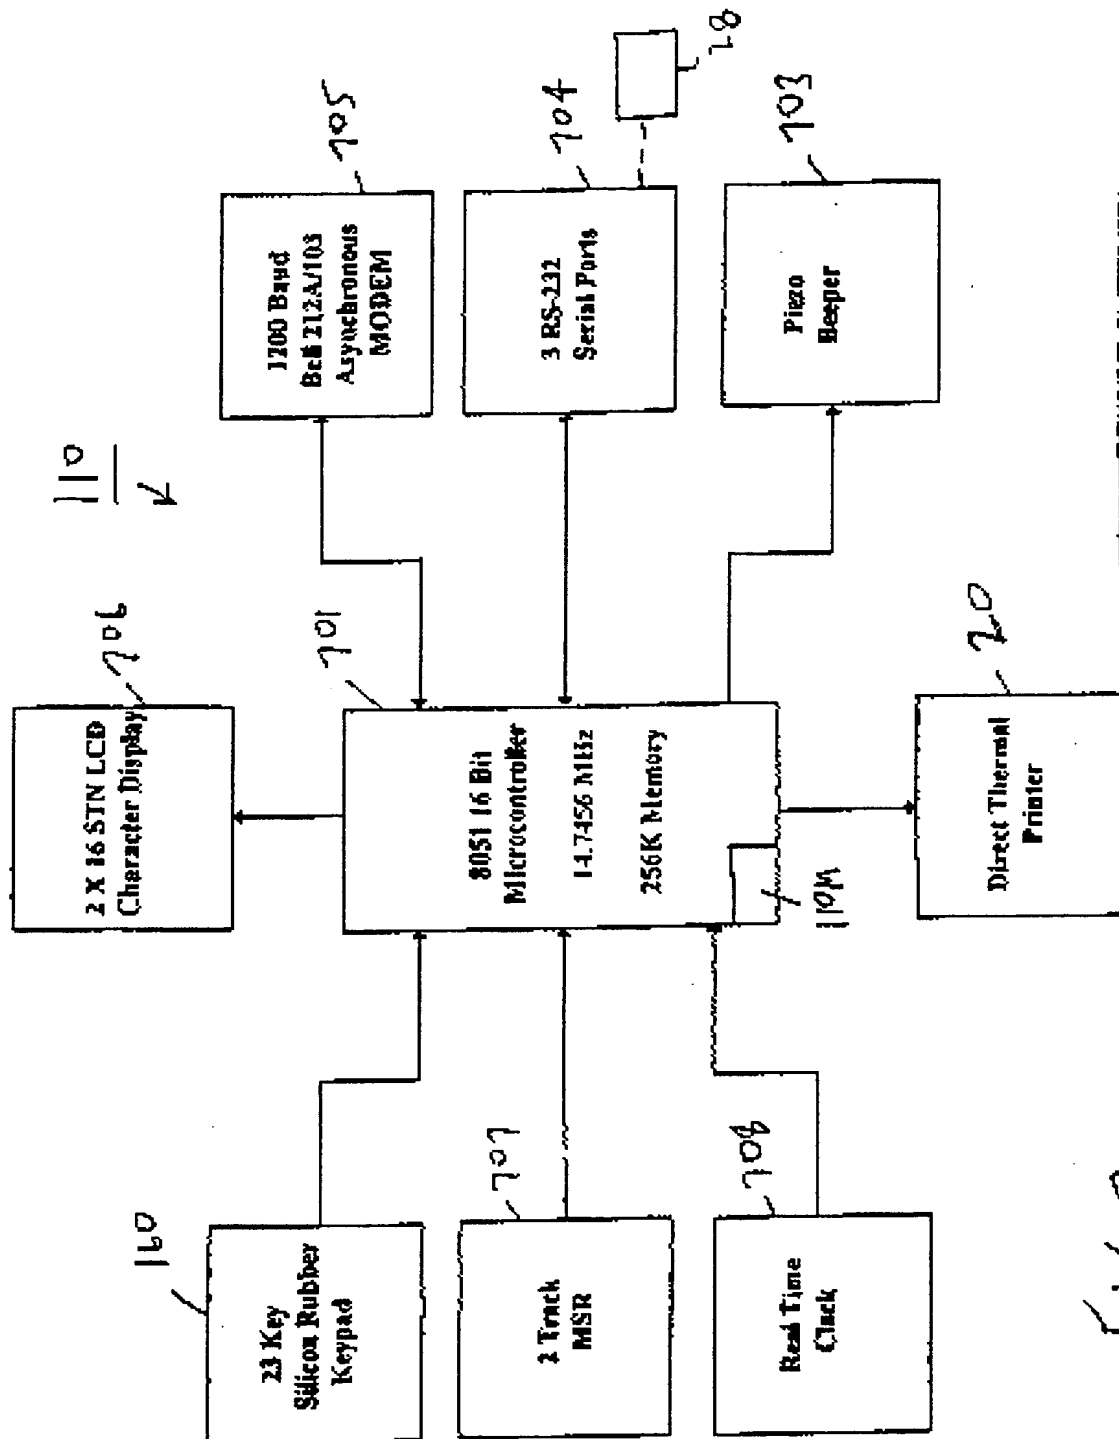 110
706
2 X 16 STN LCD
Character Display
705
1200 Baud
Bell 212A/103
Asynchronous
MODEM
704
3 RS-232
Serial Ports
28
703
Piezo
Beeper
701
8051 16 Bit
Microcontroller
14.7456 MHz
256K Memory
110M
20
Direct Thermal
Printer
160
23 Key
Silicon Rubber
Keypad
707
2 Track
MSR
708
Real Time
Clock